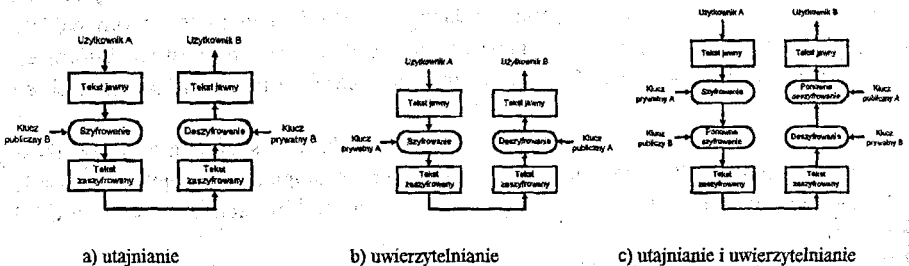 Użytkownik A
Użytkownik B
Tekst jawny
Tekst jawny
Klucz
publiczny B
Szyfrowanie
Deszyfrowanie
Klucz
prywatny B
Tekst
zaszyfrowany
Tekst
zaszyfrowany
a) utajnianie
Użytkownik A
Użytkownik B
Tekst jawny
Tekst jawny
Klucz
prywatny A
Szyfrowanie
Deszyfrowanie
Klucz
publiczny A
Tekst
zaszyfrowany
Tekst
zaszyfrowany
b) uwierzytelnianie
Użytkownik A
Użytkownik B
Tekst jawny
Tekst jawny
Klucz
prywatny A
Szyfrowanie
Ponowne
deszyfrowanie
Klucz
publiczny A
Klucz
publiczny B
Ponowne
szyfrowanie
Deszyfrowanie
Klucz
prywatny B
Tekst
zaszyfrowany
Tekst
zaszyfrowany
c) utajnianie i uwierzytelnianie